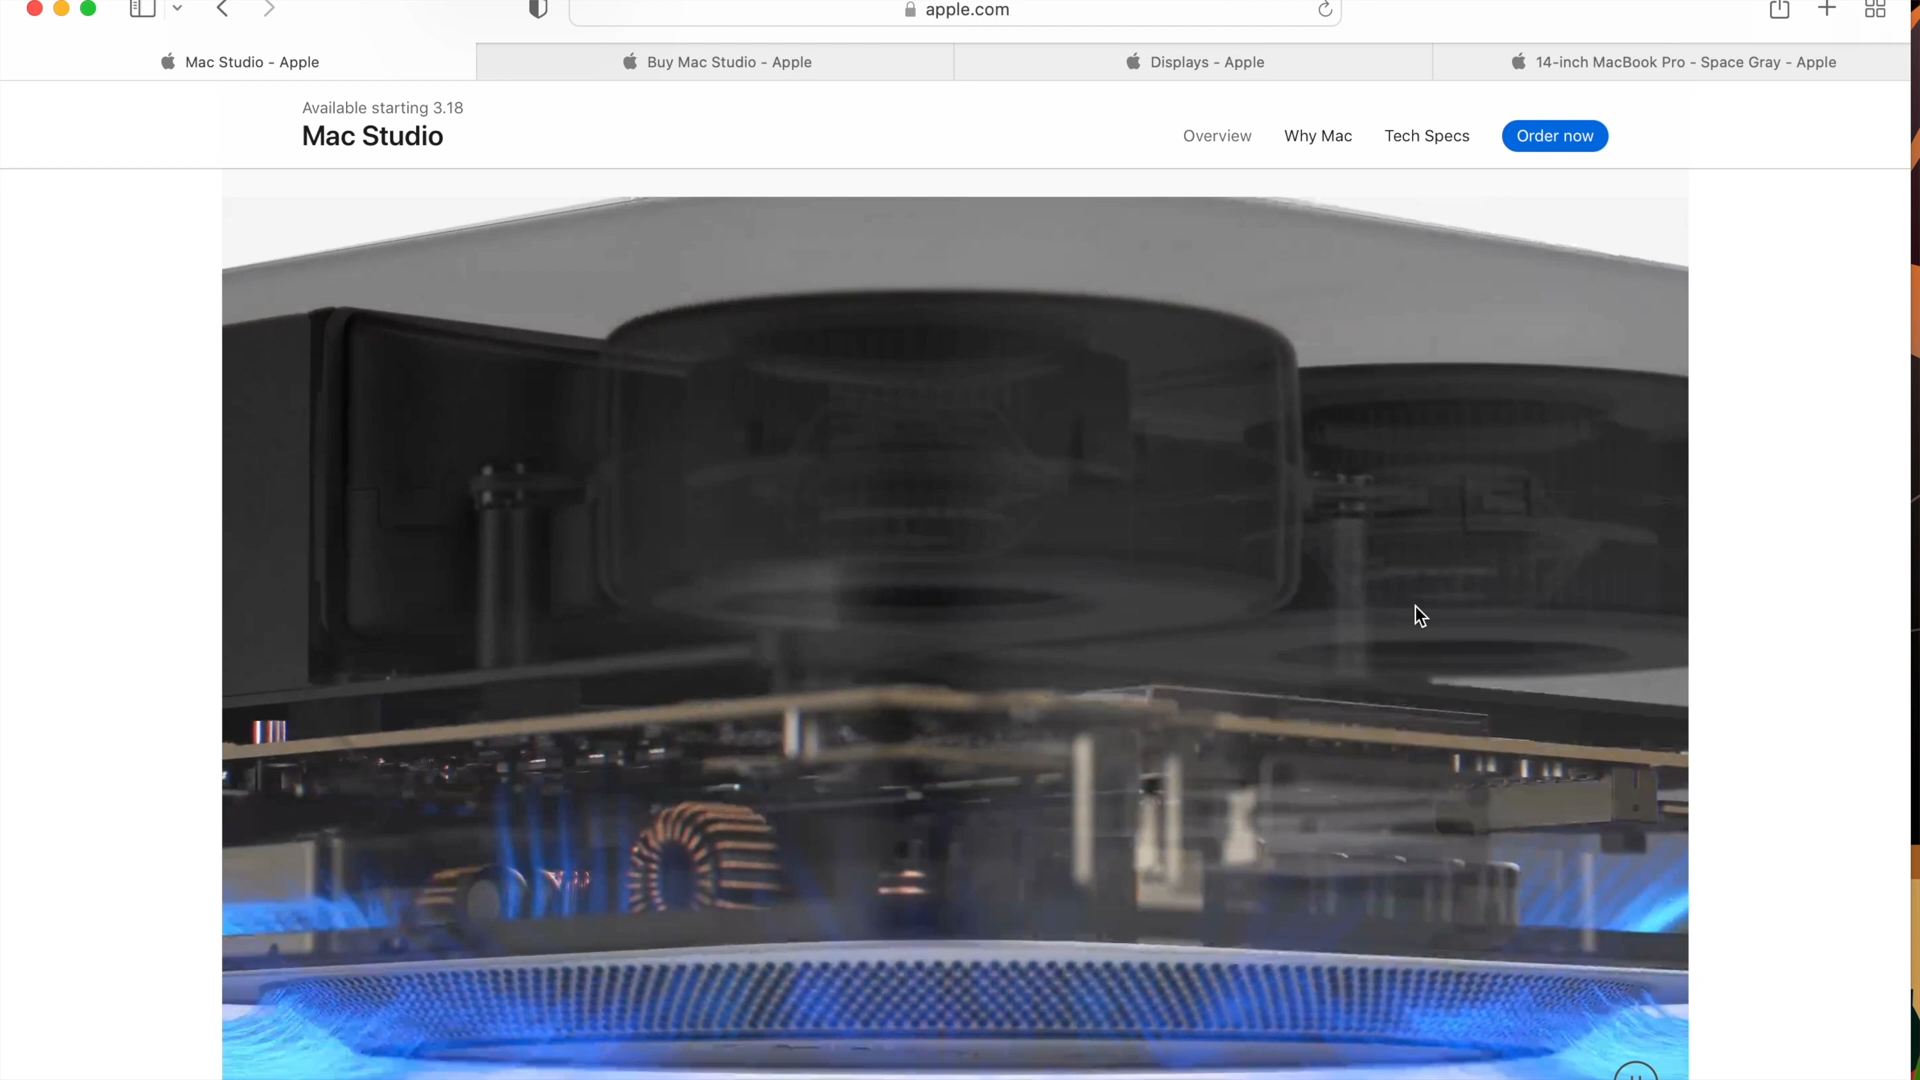 apple.com
Mac Studio - Apple
Buy Mac Studio - Apple
Displays - Apple
14-inch MacBook Pro - Space Gray - Apple
Available starting 3.18
Mac Studio
Overview
Why Mac
Tech Specs
Order now